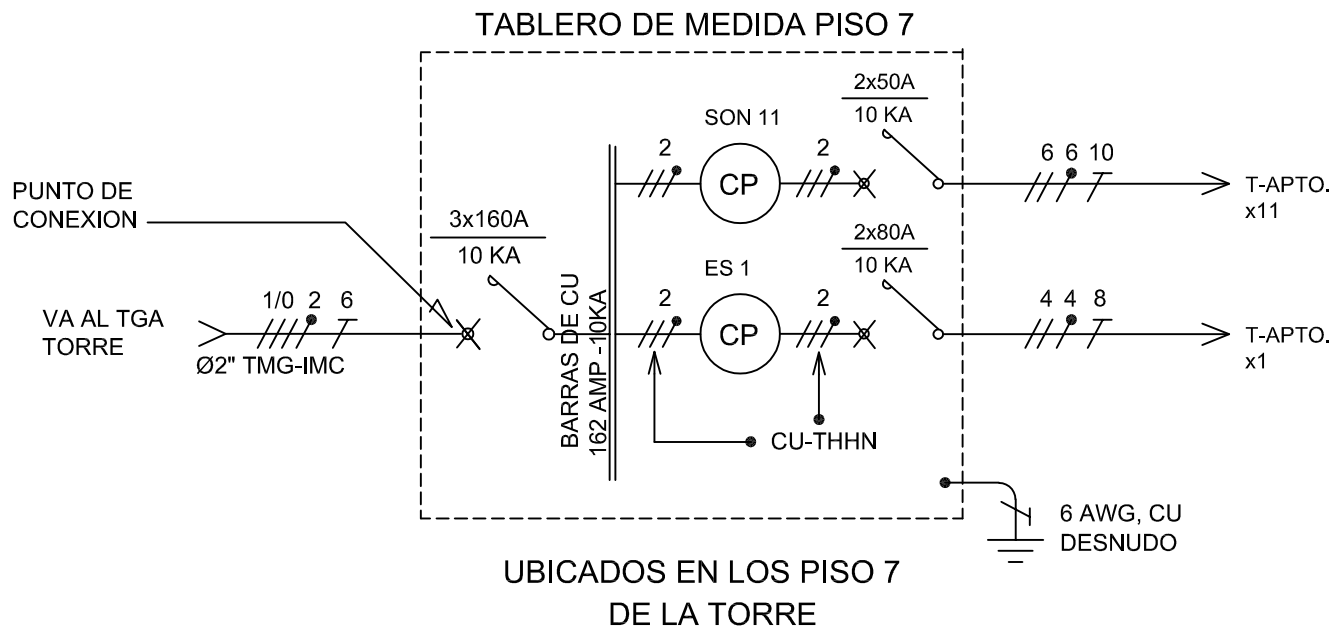 TABLERO DE MEDIDA PISO 7
2x50A
10 KA
SON 11
2
CP
2
6 6 10
T-APTO.
x11
PUNTO DE
CONEXION
3x160A
10 KA
2x80A
10 KA
ES 1
2
CP
2
4 4 8
T-APTO.
x1
VA AL TGA
TORRE
1/0 2 6
Ø2" TMG-IMC
BARRAS DE CU
162 AMP -10KA
CU-THHN
6 AWG, CU
DESNUDO
UBICADOS EN LOS PISO 7
DE LA TORRE